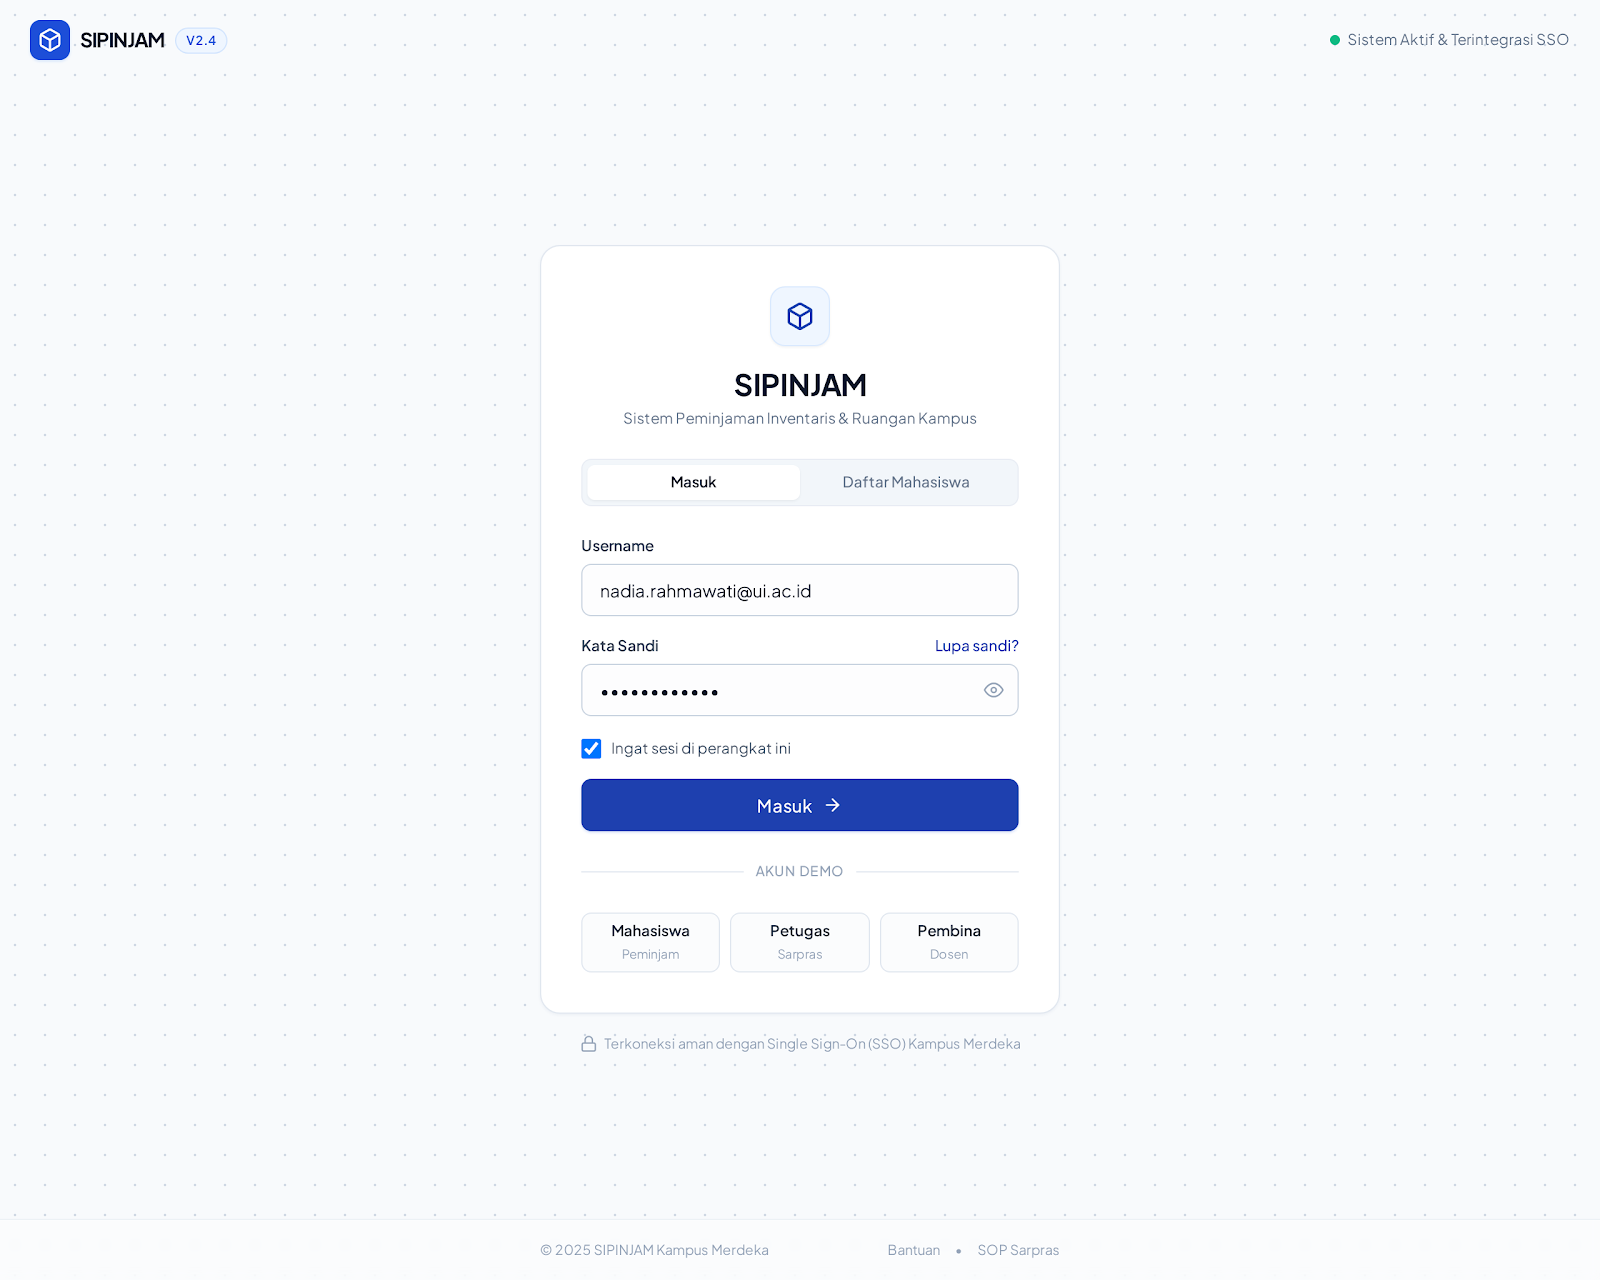 SIPINJAM V2.4
Sistem Aktif & Terintegrasi SSO
SIPINJAM
Sistem Peminjaman Inventaris & Ruangan Kampus
Masuk
Daftar Mahasiswa
Username
nadia.rahmawati@ui.ac.id
Kata Sandi
Lupa sandi?
••••••••••••
Ingat sesi di perangkat ini
Masuk →
AKUN DEMO
Mahasiswa
Peminjam
Petugas
Sarpras
Pembina
Dosen
Terkoneksi aman dengan Single Sign-On (SSO) Kampus Merdeka
© 2025 SIPINJAM Kampus Merdeka
Bantuan • SOP Sarpras